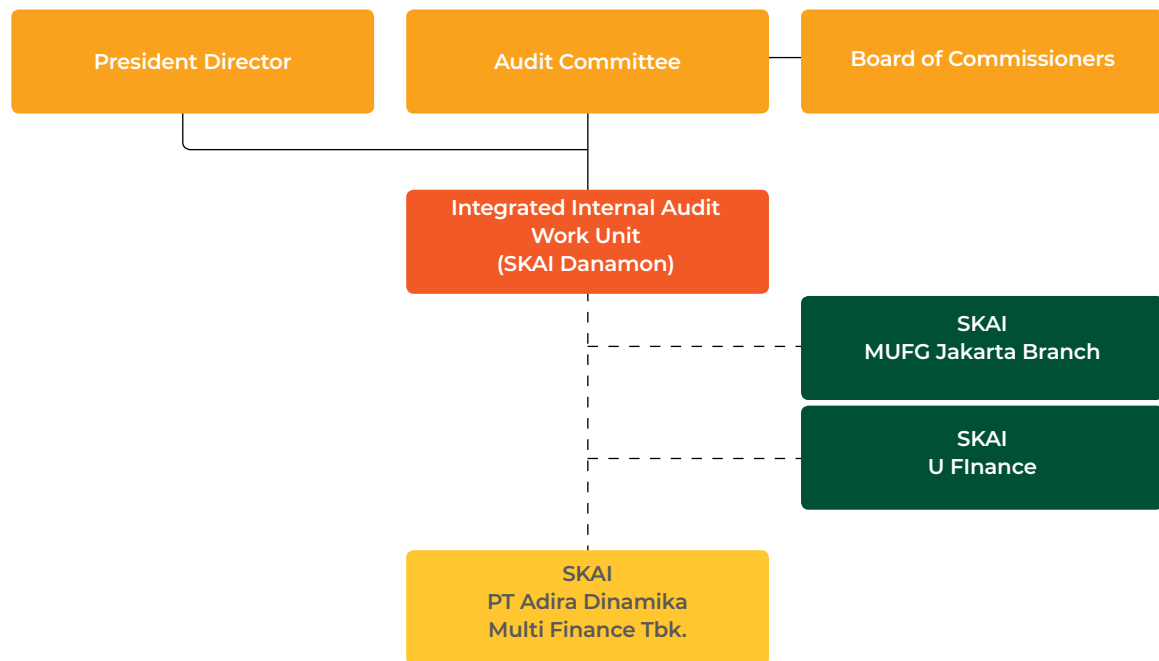 President Director
Audit Committee
Board of Commissioners
Integrated Internal Audit
Work Unit
(SKAI Danamon)
SKAI
MUFG Jakarta Branch
SKAI
U FInance
SKAI
PT Adira Dinamika
Multi Finance Tbk.